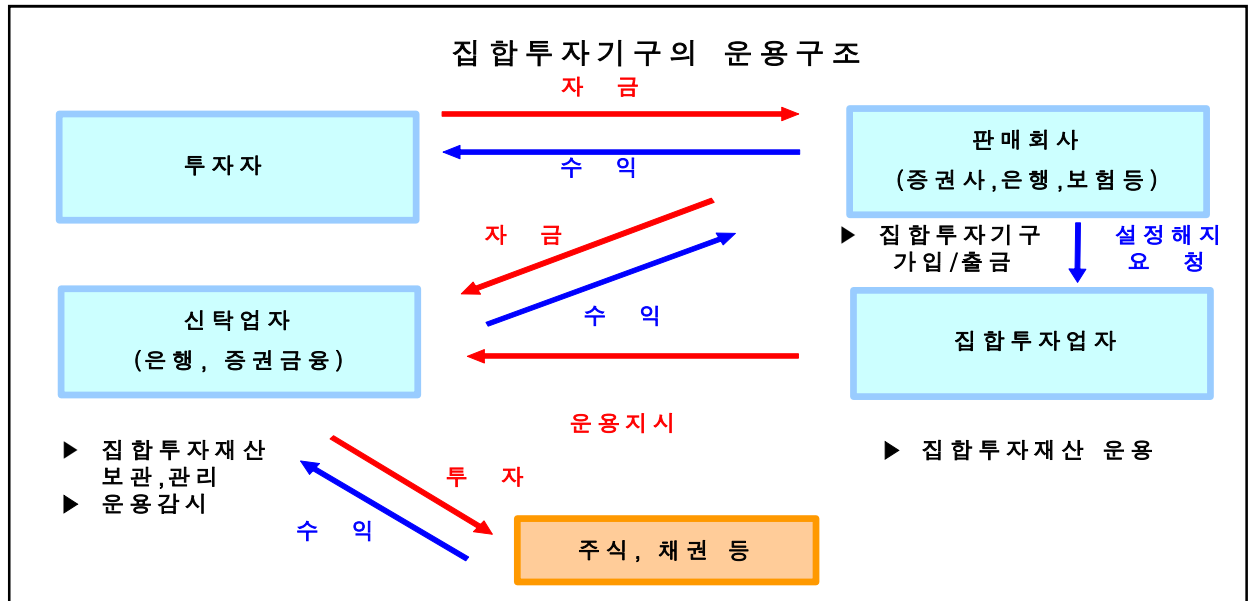 집합투자기구의 운용구조
자 금
투자자
수 익
판매회사
(증권사,은행,보험등)
자 금
▶ 집합투자기구
가입/출금
설정해지
요 청
수 익
신탁업자
(은행, 증권금융)
집합투자업자
운용지시
▶ 집합투자재산
보관,관리
▶ 운용감시
▶ 집합투자재산 운용
투 자
수 익
주식, 채권 등